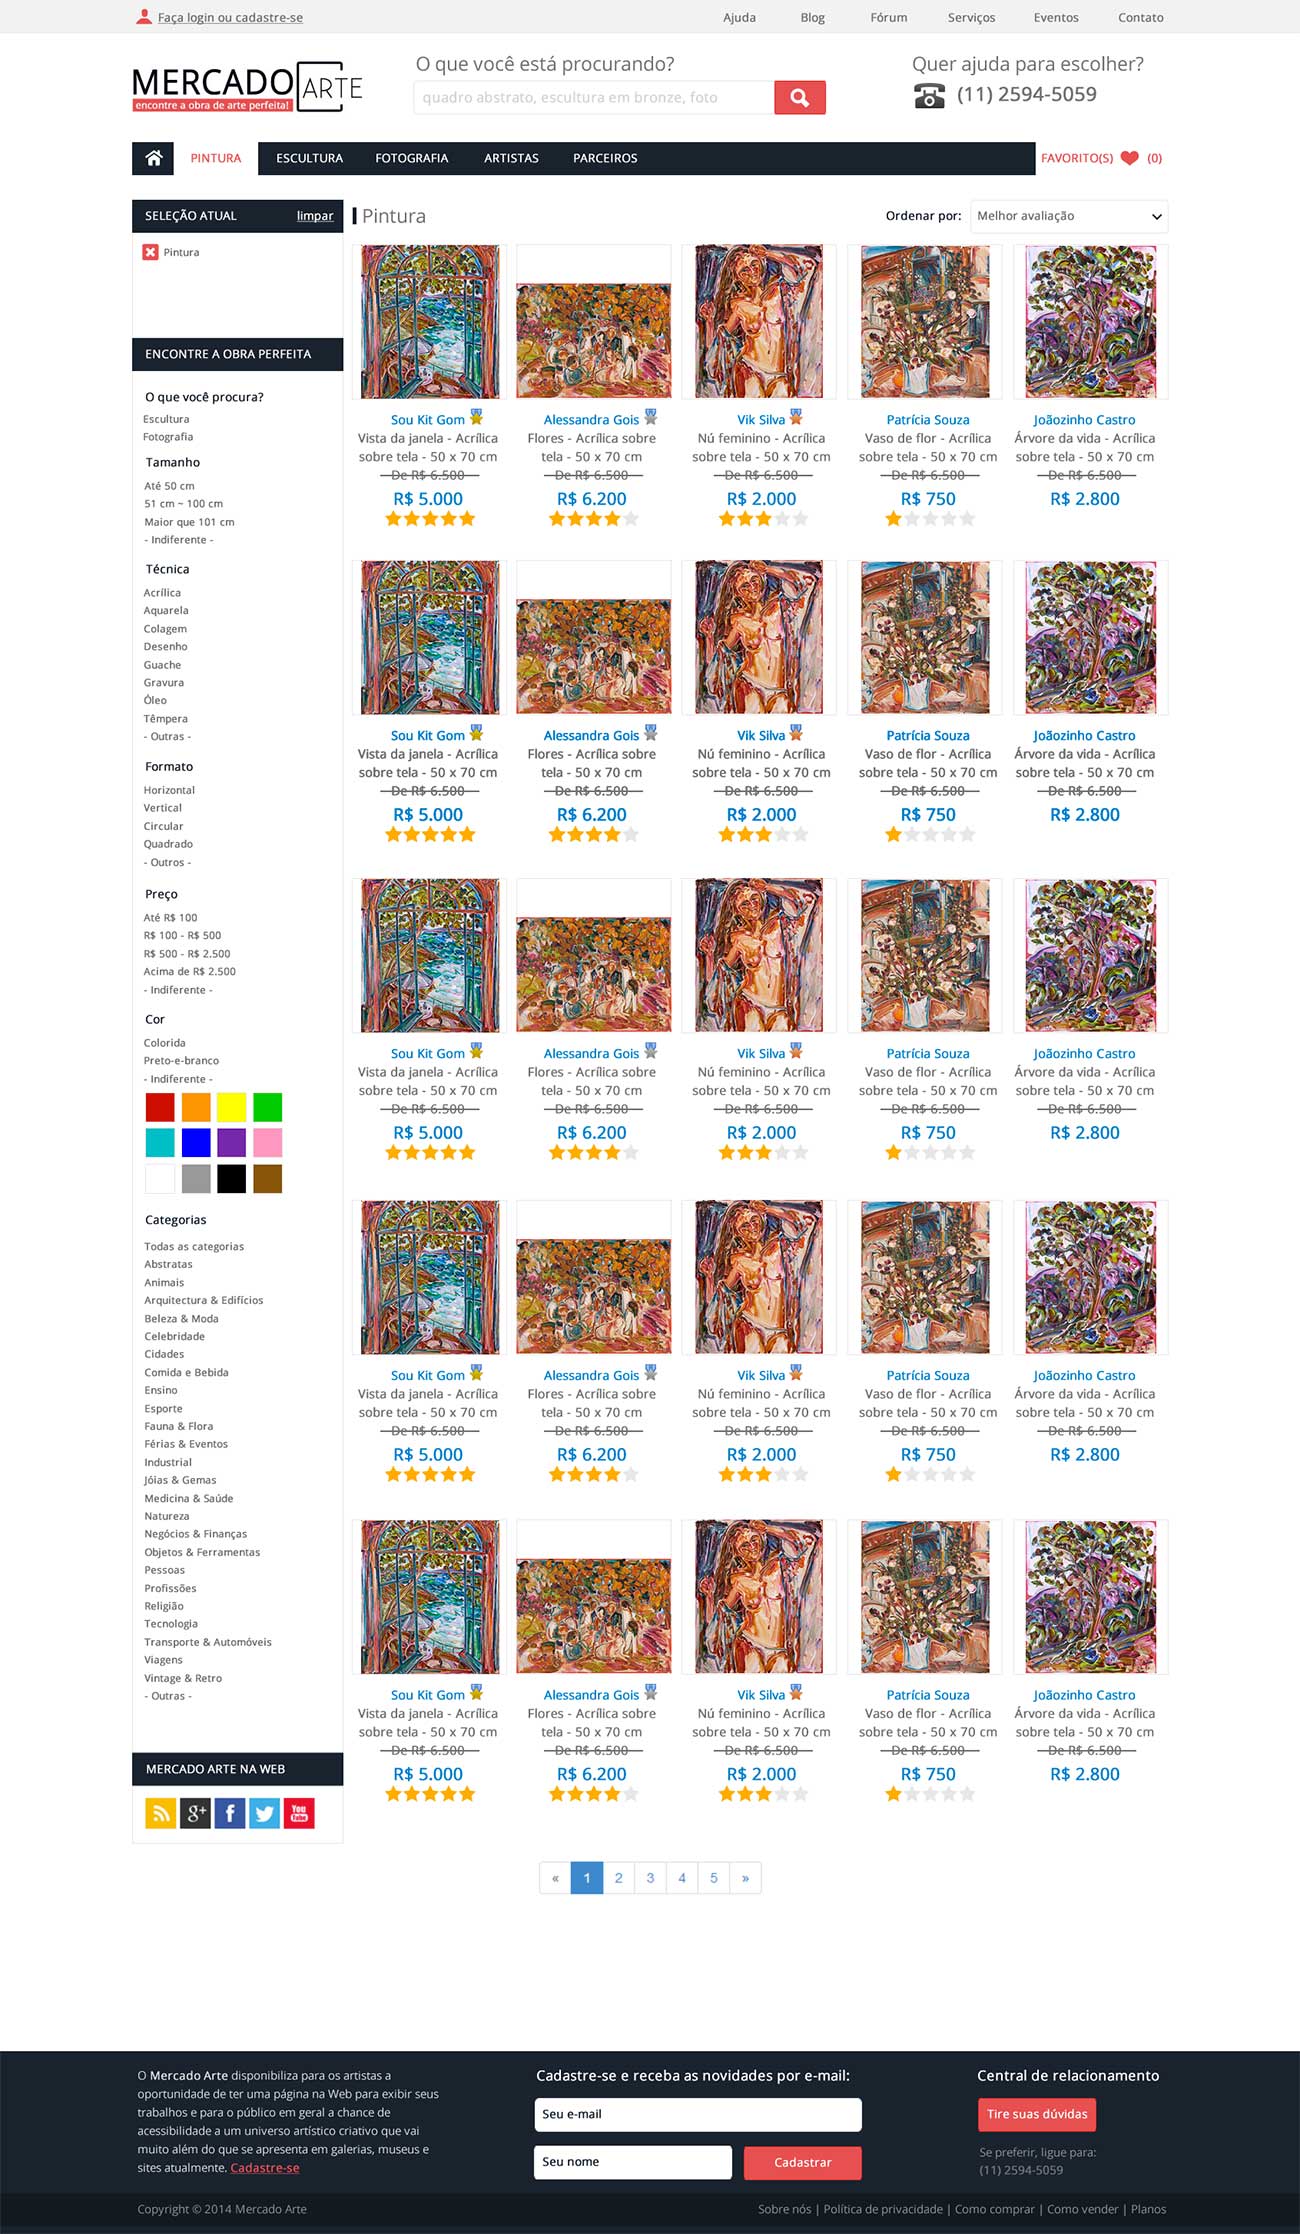 Faça login ou cadastre-se
Ajuda Blog Fórum Serviços Eventos Contato
MERCADO ARTE
encontre a obra de arte perfeita!
O que você está procurando?
quadro abstrato, escultura em bronze, foto
Quer ajuda para escolher?
(11) 2594-5059
PINTURA ESCULTURA FOTOGRAFIA ARTISTAS PARCEIROS
FAVORITO(S) (0)
SELEÇÃO ATUAL limpar
Pintura
ENCONTRE A OBRA PERFEITA
O que você procura?
Escultura
Fotografia
Tamanho
Até 50 cm
51 cm ~ 100 cm
Maior que 101 cm
- Indiferente -
Técnica
Acrílica
Aquarela
Colagem
Desenho
Guache
Gravura
Óleo
Têmpera
- Outras -
Formato
Horizontal
Vertical
Circular
Quadrado
- Outros -
Preço
Até R$ 100
R$ 100 - R$ 500
R$ 500 - R$ 2.500
Acima de R$ 2.500
- Indiferente -
Cor
Colorida
Preto-e-branco
- Indiferente -
Categorias
Todas as categorias
Abstratas
Animais
Arquitectura & Edifícios
Beleza & Moda
Celebridade
Cidades
Comida e Bebida
Ensino
Esporte
Fauna & Flora
Férias & Eventos
Industrial
Jóias & Gemas
Medicina & Saúde
Natureza
Negócios & Finanças
Objetos & Ferramentas
Pessoas
Profissões
Religião
Tecnologia
Transporte & Automóveis
Viagens
Vintage & Retro
- Outras -
MERCADO ARTE NA WEB
g+ f You Tube
Pintura
Ordenar por: Melhor avaliação
Sou Kit Gom Alessandra Gois Vik Silva Patrícia Souza Joãozinho Castro
Vista da janela - Acrílica Flores - Acrílica sobre Nú feminino - Acrílica Vaso de flor - Acrílica Árvore da vida - Acrílica
sobre tela - 50 x 70 cm tela - 50 x 70 cm sobre tela - 50 x 70 cm sobre tela - 50 x 70 cm sobre tela - 50 x 70 cm
De R$ 6.500 De R$ 6.500 De R$ 6.500 De R$ 6.500 De R$ 6.500
R$ 5.000 R$ 6.200 R$ 2.000 R$ 750 R$ 2.800
Sou Kit Gom Alessandra Gois Vik Silva Patrícia Souza Joãozinho Castro
Vista da janela - Acrílica Flores - Acrílica sobre Nú feminino - Acrílica Vaso de flor - Acrílica Árvore da vida - Acrílica
sobre tela - 50 x 70 cm tela - 50 x 70 cm sobre tela - 50 x 70 cm sobre tela - 50 x 70 cm sobre tela - 50 x 70 cm
De R$ 6.500 De R$ 6.500 De R$ 6.500 De R$ 6.500 De R$ 6.500
R$ 5.000 R$ 6.200 R$ 2.000 R$ 750 R$ 2.800
Sou Kit Gom Alessandra Gois Vik Silva Patrícia Souza Joãozinho Castro
Vista da janela - Acrílica Flores - Acrílica sobre Nú feminino - Acrílica Vaso de flor - Acrílica Árvore da vida - Acrílica
sobre tela - 50 x 70 cm tela - 50 x 70 cm sobre tela - 50 x 70 cm sobre tela - 50 x 70 cm sobre tela - 50 x 70 cm
De R$ 6.500 De R$ 6.500 De R$ 6.500 De R$ 6.500 De R$ 6.500
R$ 5.000 R$ 6.200 R$ 2.000 R$ 750 R$ 2.800
Sou Kit Gom Alessandra Gois Vik Silva Patrícia Souza Joãozinho Castro
Vista da janela - Acrílica Flores - Acrílica sobre Nú feminino - Acrílica Vaso de flor - Acrílica Árvore da vida - Acrílica
sobre tela - 50 x 70 cm tela - 50 x 70 cm sobre tela - 50 x 70 cm sobre tela - 50 x 70 cm sobre tela - 50 x 70 cm
De R$ 6.500 De R$ 6.500 De R$ 6.500 De R$ 6.500 De R$ 6.500
R$ 5.000 R$ 6.200 R$ 2.000 R$ 750 R$ 2.800
Sou Kit Gom Alessandra Gois Vik Silva Patrícia Souza Joãozinho Castro
Vista da janela - Acrílica Flores - Acrílica sobre Nú feminino - Acrílica Vaso de flor - Acrílica Árvore da vida - Acrílica
sobre tela - 50 x 70 cm tela - 50 x 70 cm sobre tela - 50 x 70 cm sobre tela - 50 x 70 cm sobre tela - 50 x 70 cm
De R$ 6.500 De R$ 6.500 De R$ 6.500 De R$ 6.500 De R$ 6.500
R$ 5.000 R$ 6.200 R$ 2.000 R$ 750 R$ 2.800
« 1 2 3 4 5 »
O Mercado Arte disponibiliza para os artistas a
oportunidade de ter uma página na Web para exibir seus
trabalhos e para o público em geral a chance de
acessibilidade a um universo artístico criativo que vai
muito além do que se apresenta em galerias, museus e
sites atualmente. Cadastre-se
Cadastre-se e receba as novidades por e-mail:
Seu e-mail
Seu nome Cadastrar
Central de relacionamento
Tire suas dúvidas
Se preferir, ligue para:
(11) 2594-5059
Copyright © 2014 Mercado Arte
Sobre nós | Política de privacidade | Como comprar | Como vender | Planos